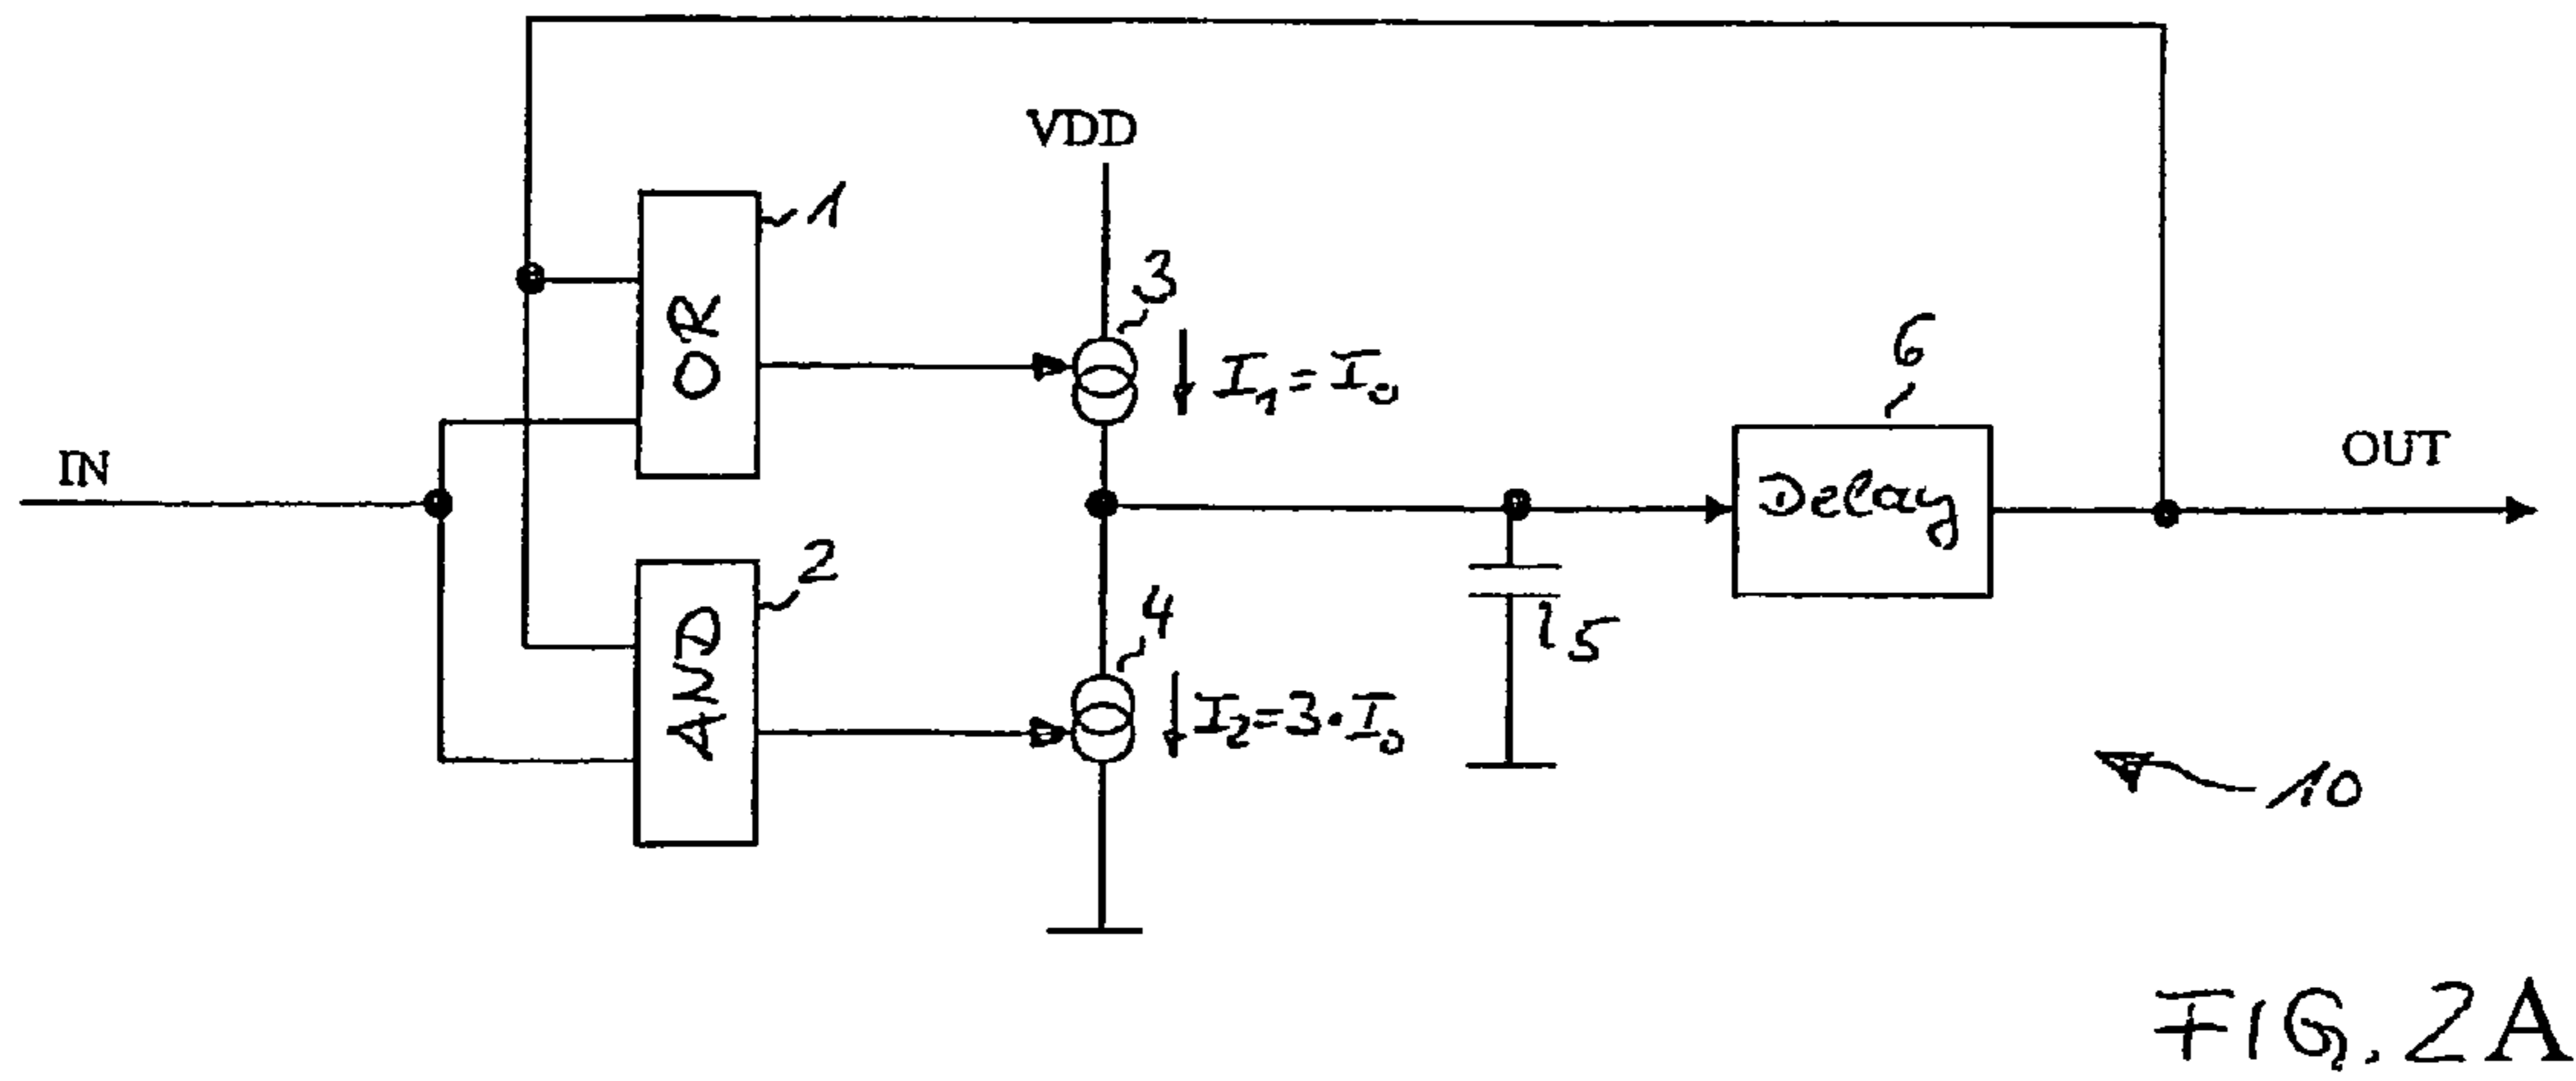 VDD
1
OR
3
I₁=I₀
6
IN
Delay
OUT
2
AND
4
I₂=3·I₀
5
10
FIG. 2A